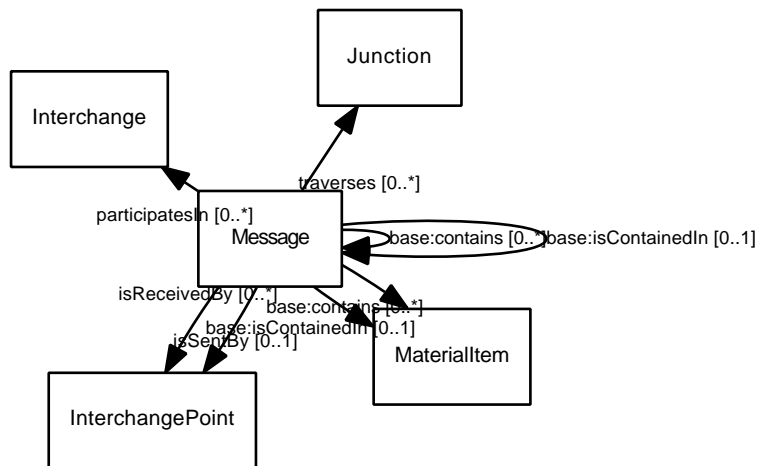 Junction
Interchange
traverses [0..*]
participatesIn [0..*]
Message
base:contains [0..*]
base:isContainedIn [0..1]
isReceivedBy [0..*]
base:contains [0..*]
base:isContainedIn [0..1]
isSentBy [0..1]
MaterialItem
InterchangePoint